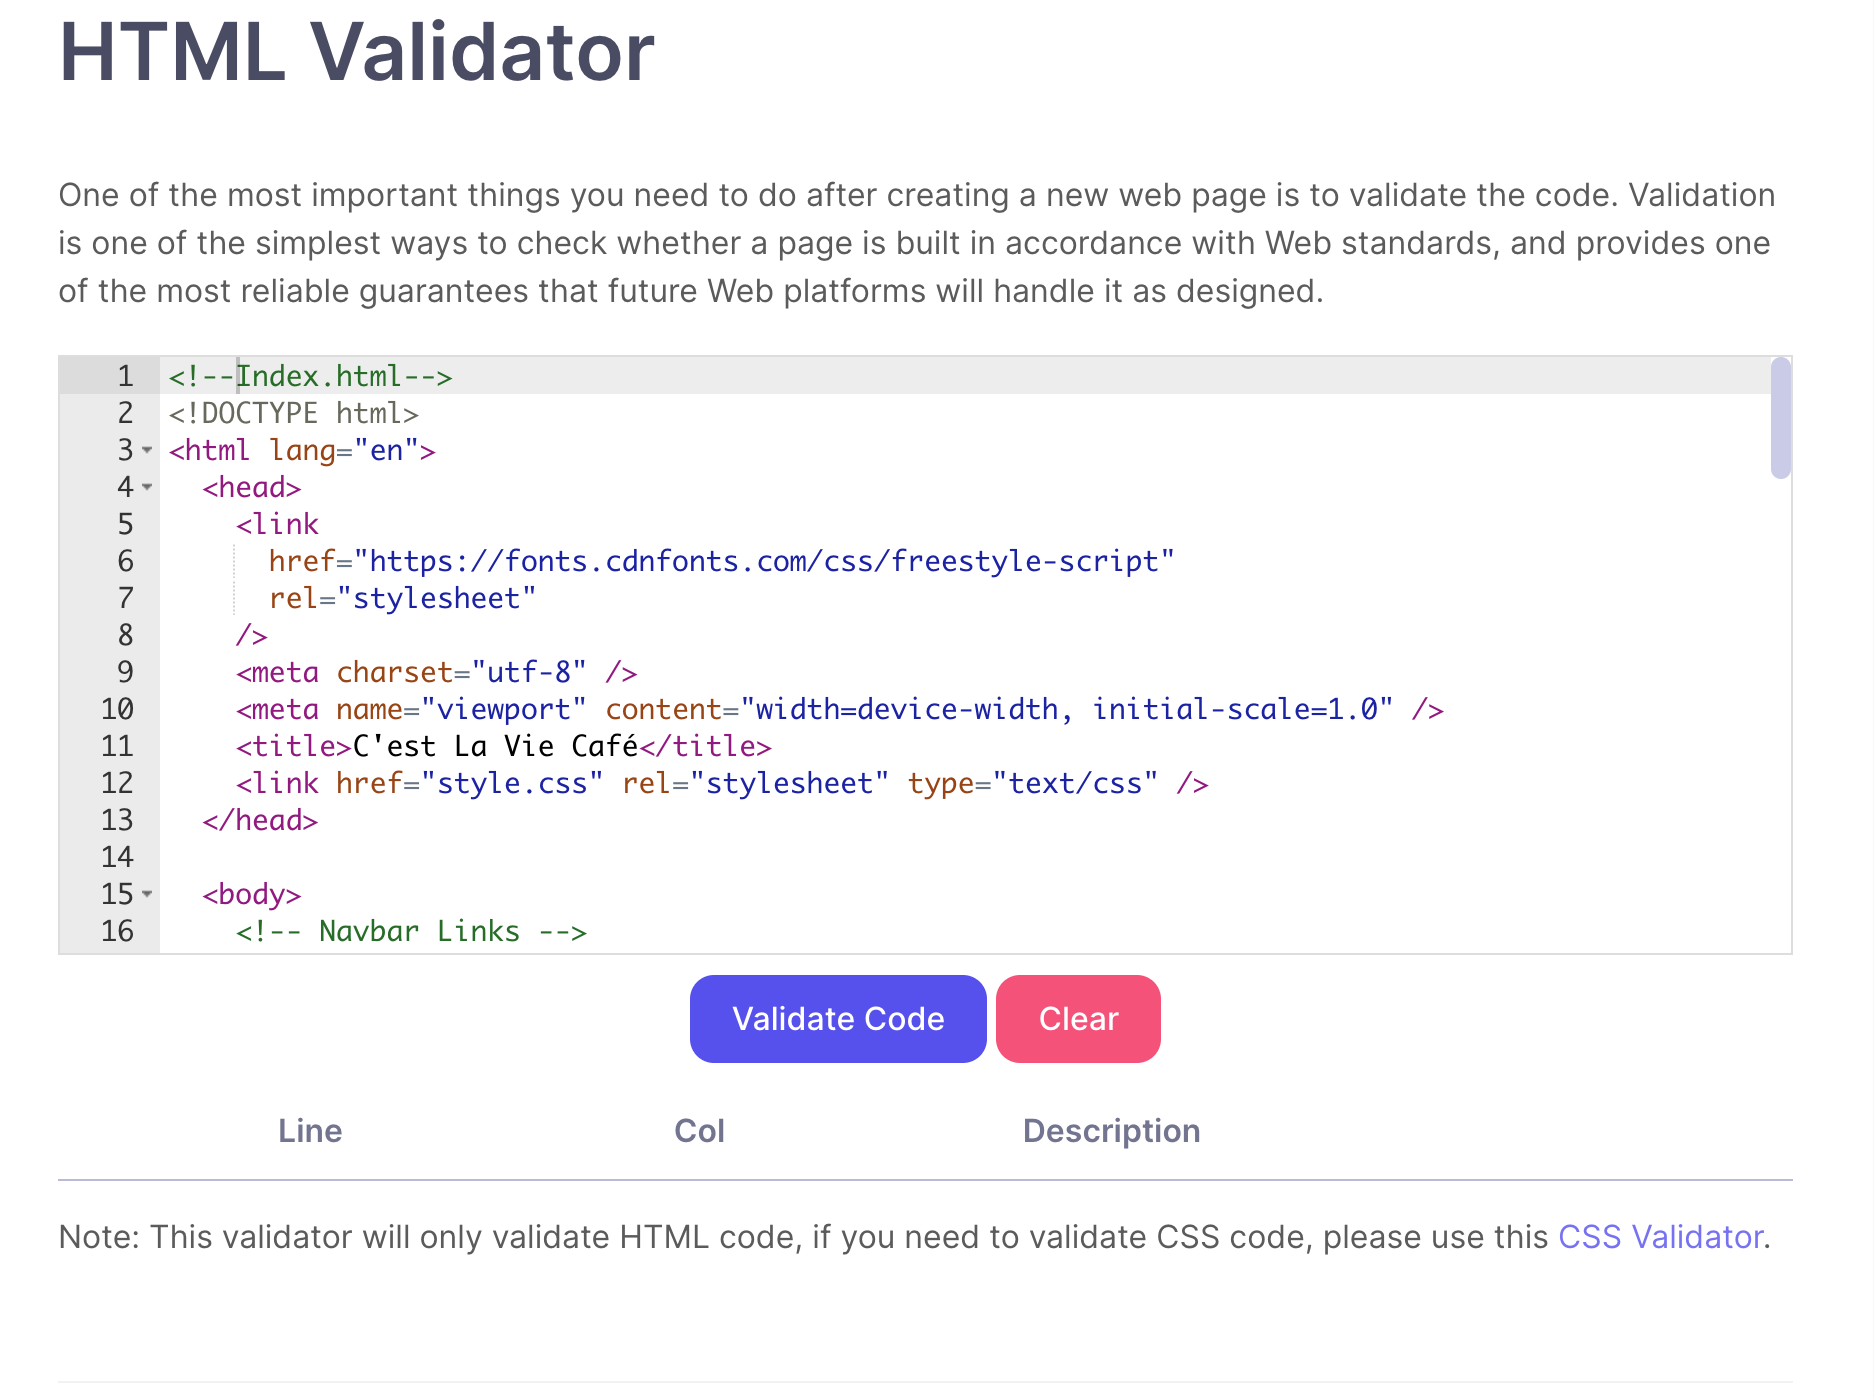 HTML Validator
One of the most important things you need to do after creating a new web page is to validate the code. Validation
is one of the simplest ways to check whether a page is built in accordance with Web standards, and provides one
of the most reliable guarantees that future Web platforms will handle it as designed.
1 <!--Index.html-->
2 <!DOCTYPE html>
3 <html lang="en">
4 <head>
5 <link
6 href="https://fonts.cdnfonts.com/css/freestyle-script"
7 rel="stylesheet"
8 />
9 <meta charset="utf-8" />
10 <meta name="viewport" content="width=device-width, initial-scale=1.0" />
11 <title>C'est La Vie Café</title>
12 <link href="style.css" rel="stylesheet" type="text/css" />
13 </head>
14
15 <body>
16 <!-- Navbar Links -->
Validate Code Clear
Line Col Description
Note: This validator will only validate HTML code, if you need to validate CSS code, please use this CSS Validator.